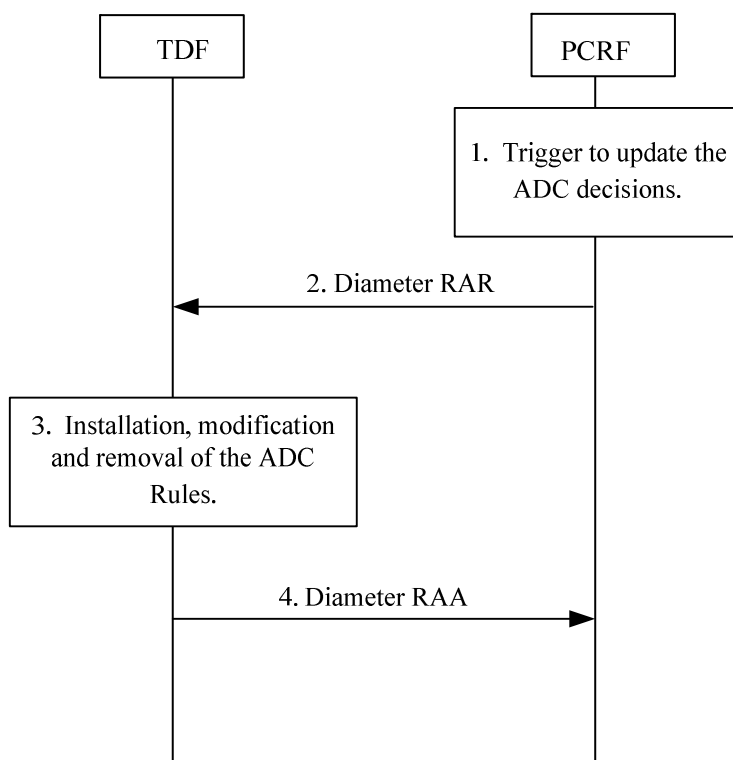 TDF
PCRF
1. Trigger to update the
ADC decisions.
2. Diameter RAR
3. Installation, modification
and removal of the ADC
Rules.
4. Diameter RAA